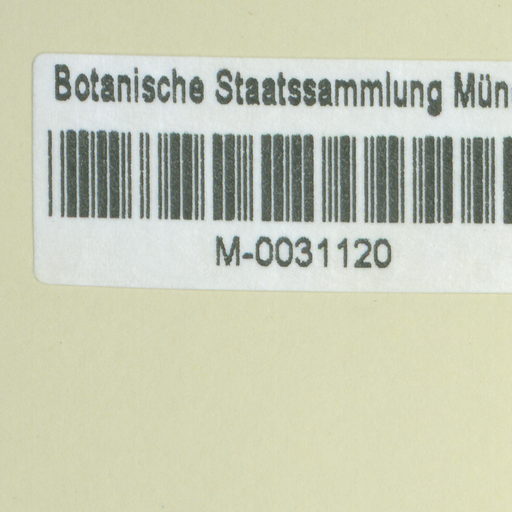 Botanische Staatssammlung Mün
M-0031120